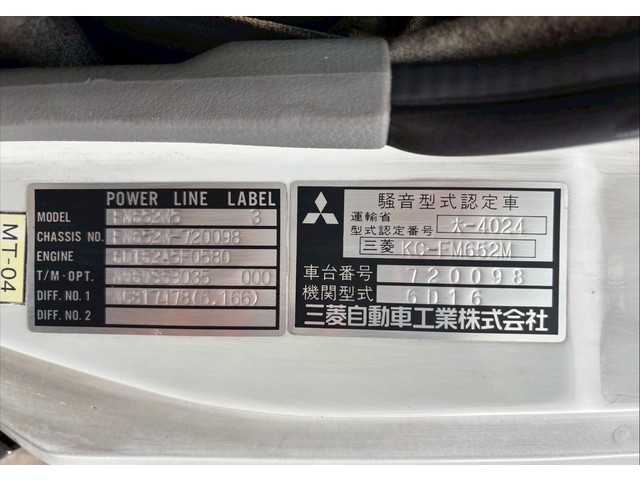 MT-04
POWER LINE LABEL
MODEL 3
CHASSIS NO. FM652M-720098
ENGINE
T/M·OPT. 000
DIFF. NO. 1
DIFF. NO. 2
騒音型式認定車
運輸省
型式認定番号 大-4024
三菱 KC-FM652M
車台番号 720098
機関型式 6D16
三菱自動車工業株式会社